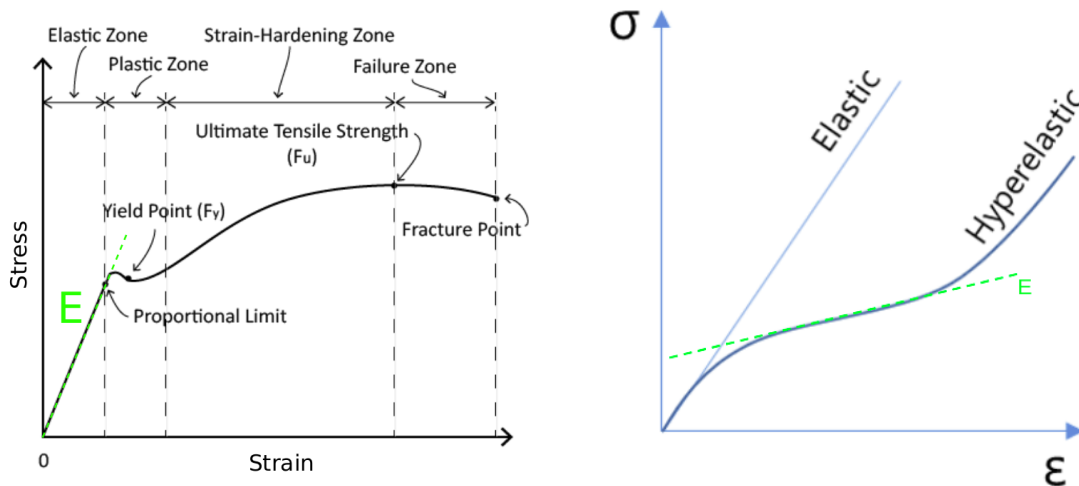 Elastic Zone
Strain-Hardening Zone
Plastic Zone
Failure Zone
Ultimate Tensile Strength
(Fu)
Yield Point (Fy)
Fracture Point
Stress
E
Proportional Limit
0
Strain
σ
Elastic
Hyperelastic
E
ε